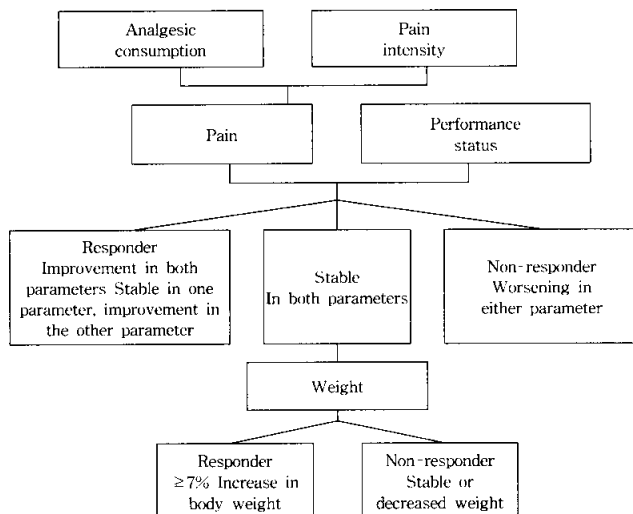 Analgesic
consumption
Pain
intensity
Pain
Performance
status
Responder
Improvement in both
parameters Stable in one
parameter, improvement in
the other parameter
Stable
In both parameters
Non-responder
Worsening in
either parameter
Weight
Responder
≥7% Increase in
body weight
Non-responder
Stable or
decreased weight